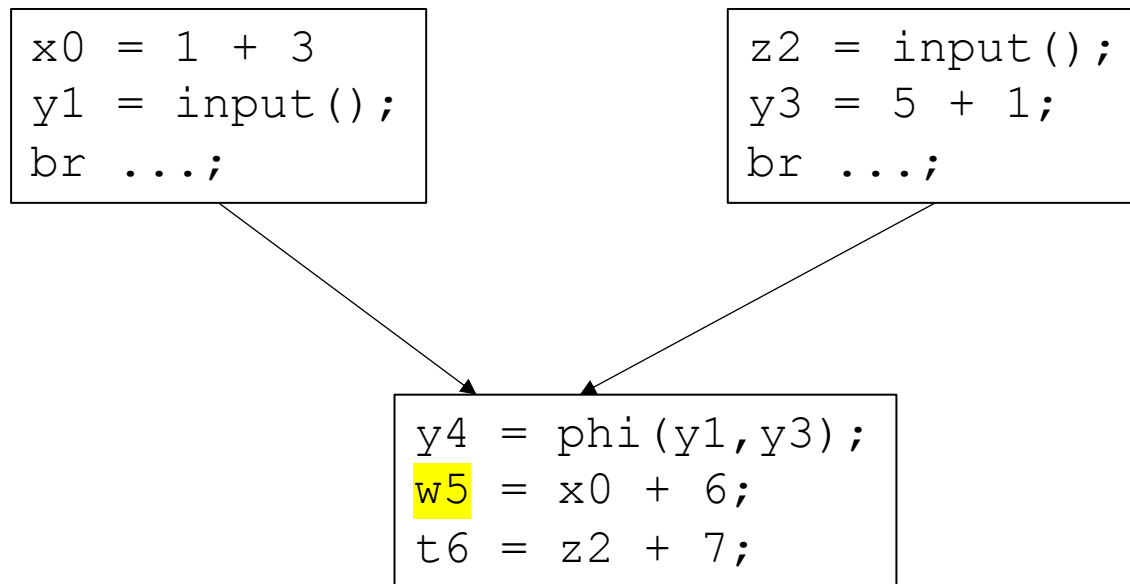 x0 = 1 + 3
y1 = input();
br ...;
z2 = input();
y3 = 5 + 1;
br ...;
y4 = phi(y1,y3);
w5 = x0 + 6;
t6 = z2 + 7;